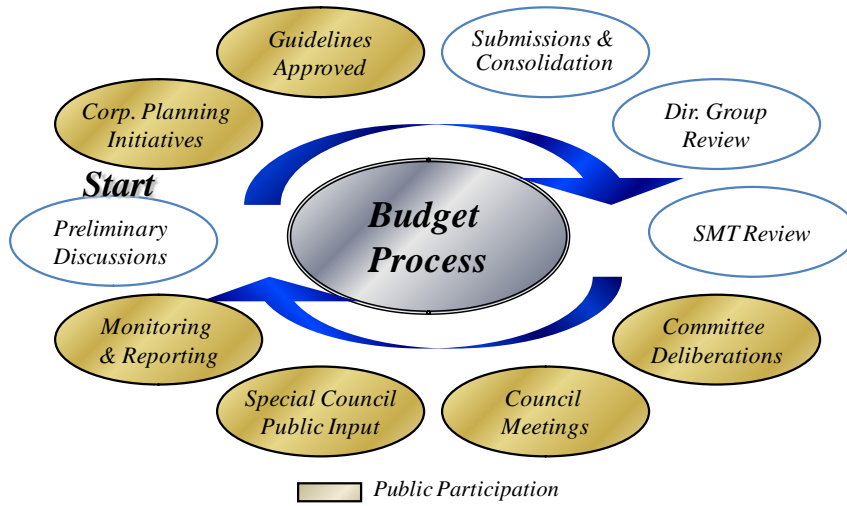 Guidelines
Approved
Submissions &
Consolidation
Corp. Planning
Initiatives
Dir. Group
Review
Start
Preliminary
Discussions
Budget
Process
SMT Review
Monitoring
& Reporting
Committee
Deliberations
Special Council
Public Input
Council
Meetings
Public Participation